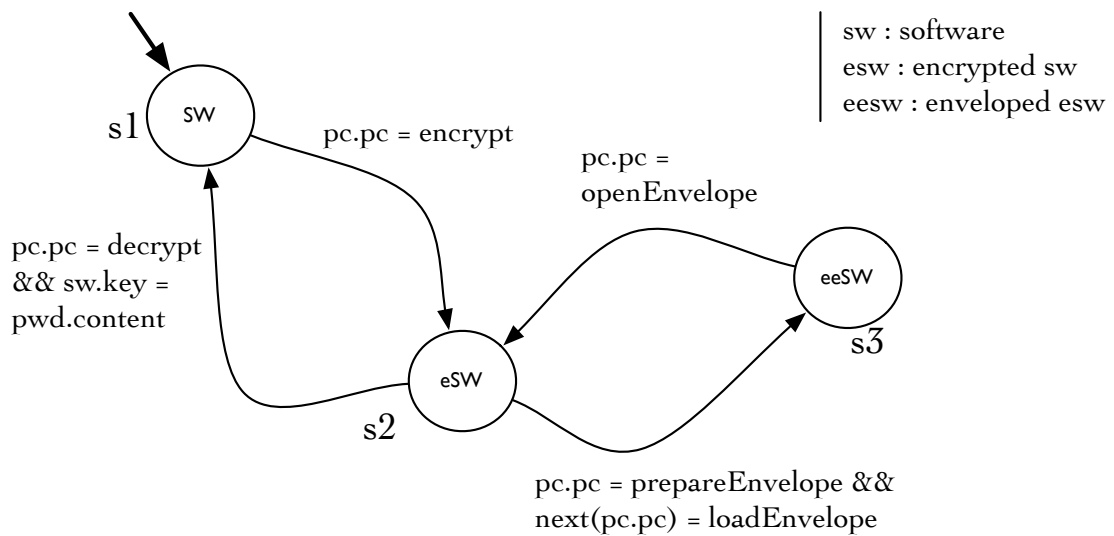 sw : software
esw : encrypted sw
eesw : enveloped esw
SW
s1
pc.pc = encrypt
pc.pc =
openEnvelope
pc.pc = decrypt
&& sw.key =
pwd.content
eeSW
s3
eSW
s2
pc.pc = prepareEnvelope &&
next(pc.pc) = loadEnvelope